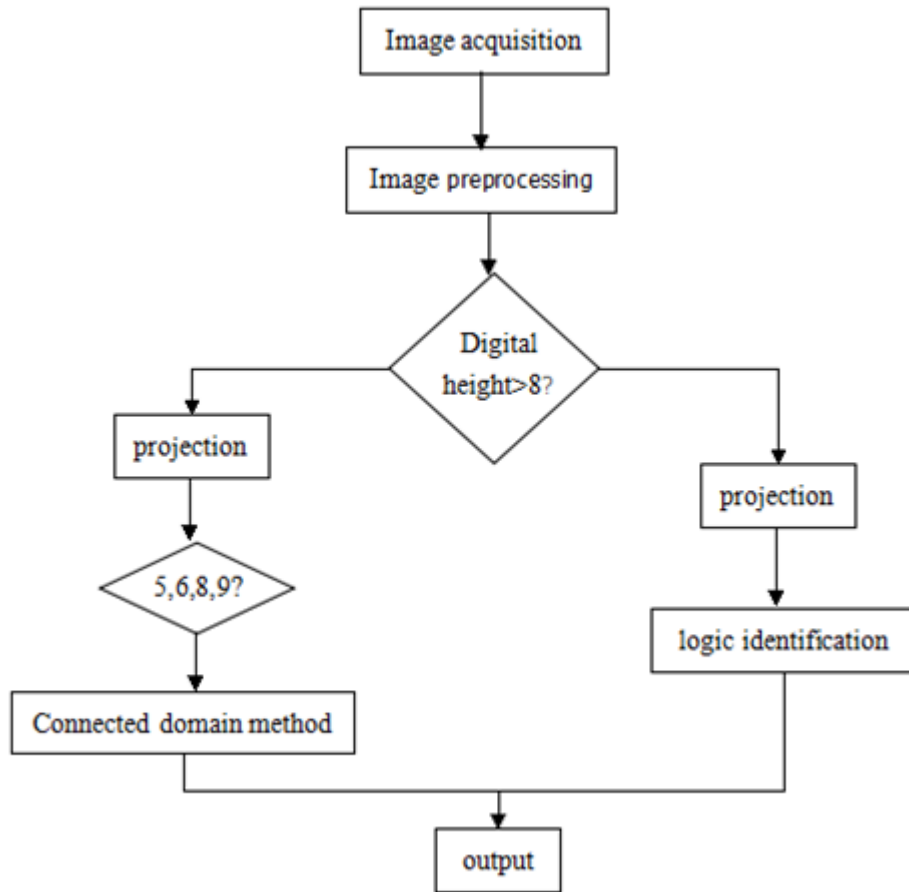 Image acquisition
Image preprocessing
Digital
height>8?
projection
projection
5,6,8,9?
logic identification
Connected domain method
output